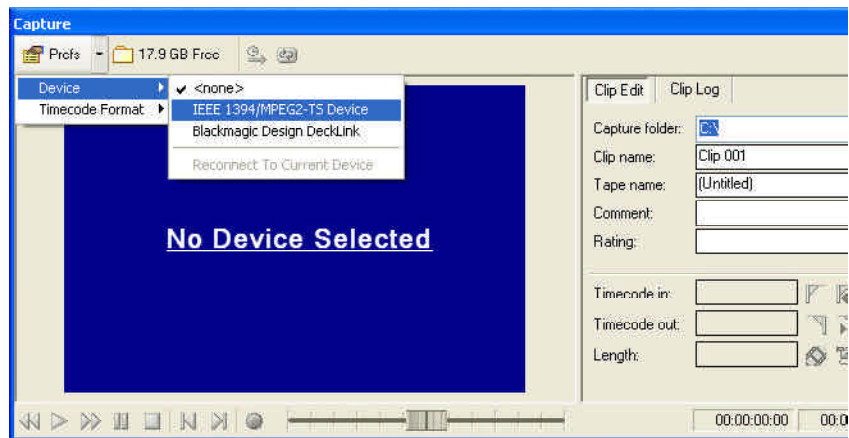 Capture
Prefs 17.9 GB Free
Device
Timecode Format
<none>
IEEE 1394/MPEG2-TS Device
Blackmagic Design DeckLink
Reconnect To Current Device
No Device Selected
Clip Edit Clip Log
Capture folder: C:\
Clip name: Clip 001
Tape name: (Untitled)
Comment:
Rating:
Timecode in:
Timecode out:
Length:
00:00:00:00 00:0